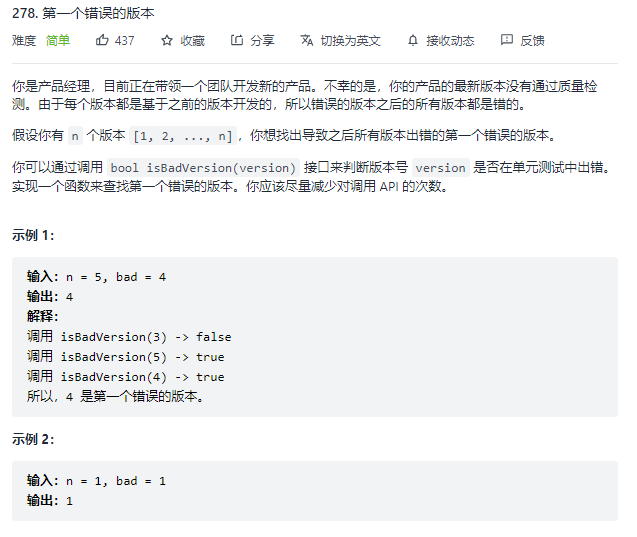 278. 第一个错误的版本
难度 简单 437 收藏 分享 切换为英文 接收动态 反馈
你是产品经理，目前正在带领一个团队开发新的产品。不幸的是，你的产品的最新版本没有通过质量检
测。由于每个版本都是基于之前的版本开发的，所以错误的版本之后的所有版本都是错的。
假设你有 n 个版本 [1, 2, ..., n]，你想找出导致之后所有版本出错的第一个错误的版本。
你可以通过调用 bool isBadVersion(version) 接口来判断版本号 version 是否在单元测试中出错。
实现一个函数来查找第一个错误的版本。你应该尽量减少对调用 API 的次数。
示例 1：
输入：n = 5, bad = 4
输出：4
解释：
调用 isBadVersion(3) -> false
调用 isBadVersion(5) -> true
调用 isBadVersion(4) -> true
所以，4 是第一个错误的版本。
示例 2：
输入：n = 1, bad = 1
输出：1